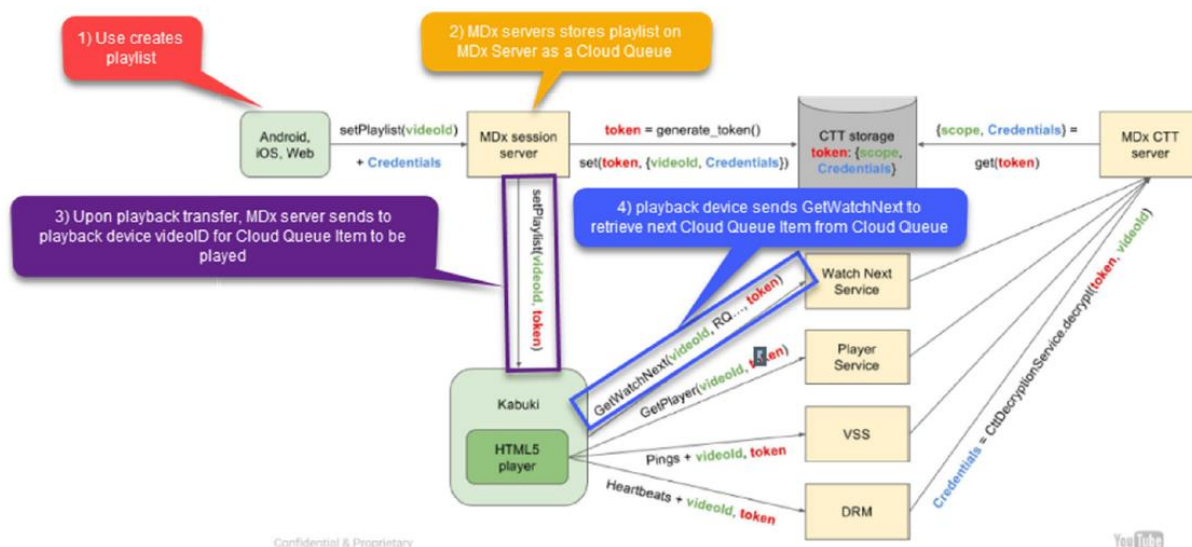 1) Use creates
playlist
2) MDx servers stores playlist on
MDx Server as a Cloud Queue
Android,
iOS, Web
setPlaylist(videoId)
+ Credentials
MDx session
server
token = generate_token()
set(token, {videoId, Credentials})
CTT storage
token: {scope,
Credentials}
{scope, Credentials} =
get(token)
MDx CTT
server
3) Upon playback transfer, MDx server sends to
playback device videoID for Cloud Queue Item to be
played
setPlaylist(videoId, token)
4) playback device sends GetWatchNext to
retrieve next Cloud Queue Item from Cloud Queue
GetWatchNext(videoId, RQ..., token)
Watch Next
Service
GetPlayer(videoId, token)
Player
Service
Kabuki
HTML5
player
Pings + videoId, token
VSS
Heartbeats + videoId, token
DRM
Credentials = CttDecryptionService.decrypt(token, videoId)
Confidential & Proprietary
YouTube